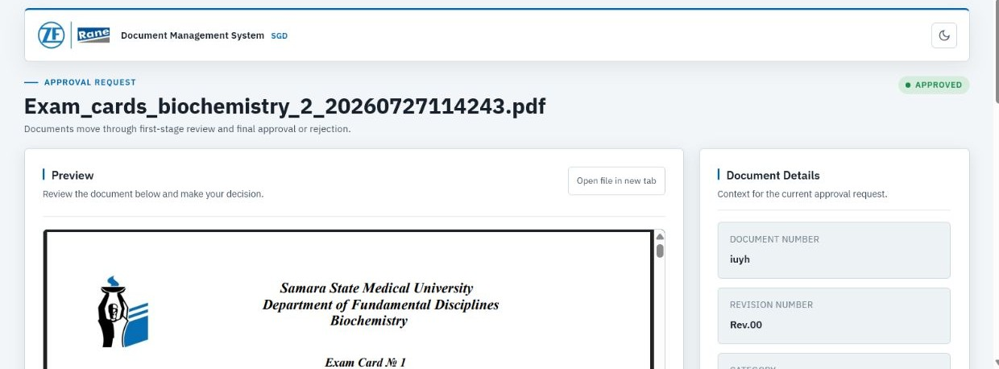 ZF Rane Document Management System SGD
APPROVAL REQUEST
APPROVED
Exam_cards_biochemistry_2_20260727114243.pdf
Documents move through first-stage review and final approval or rejection.
Preview
Open file in new tab
Review the document below and make your decision.
Samara State Medical University
Department of Fundamental Disciplines
Biochemistry
Exam Card № 1
Document Details
Context for the current approval request.
DOCUMENT NUMBER
iuyh
REVISION NUMBER
Rev.00
CATEGORY